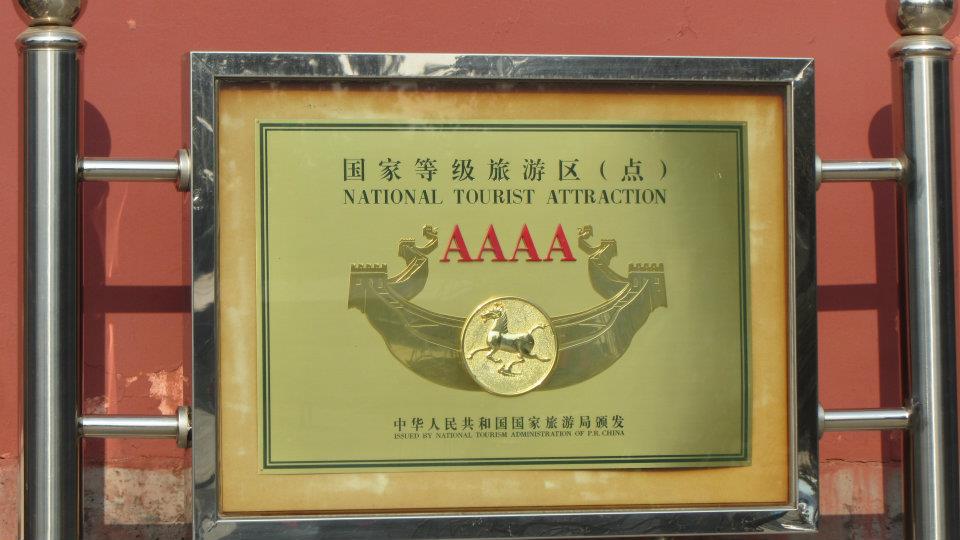 国家等级旅游区(点)
NATIONAL TOURIST ATTRACTION
AAAA
中华人民共和国国家旅游局颁发
ISSUED BY NATIONAL TOURISM ADMINISTRATION OF P.R.CHINA